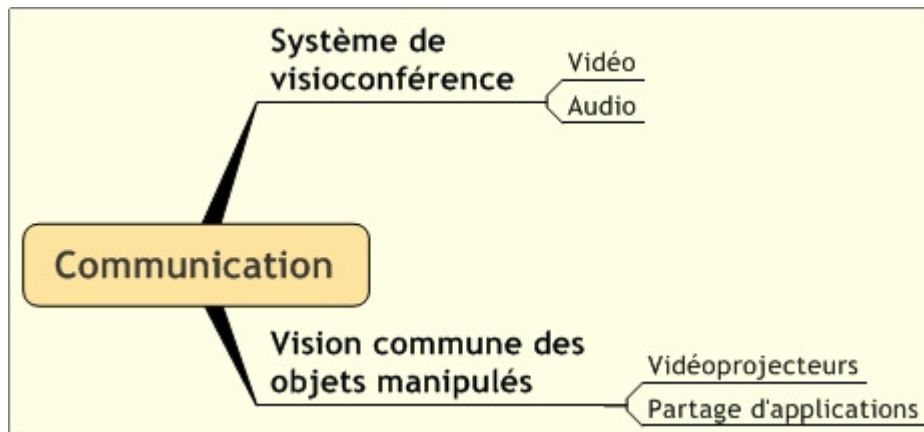 Système de
visioconférence
Vidéo
Audio
Communication
Vision commune des
objets manipulés
Vidéoprojecteurs
Partage d'applications